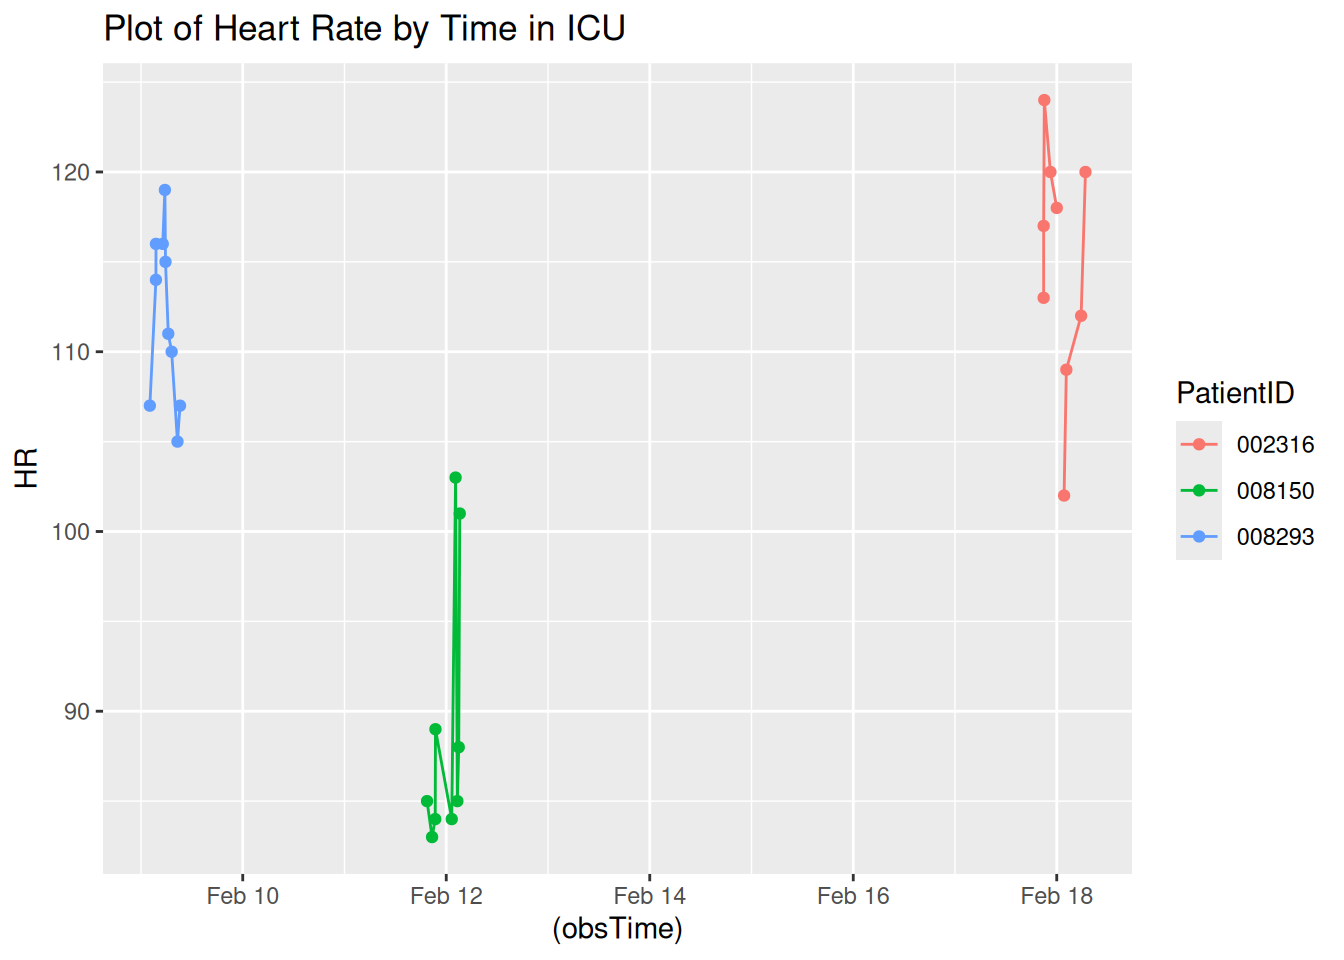 Plot of Heart Rate by Time in ICU
120
110
100
90
HR
Feb 10
Feb 12
Feb 14
Feb 16
Feb 18
(obsTime)
PatientID
002316
008150
008293